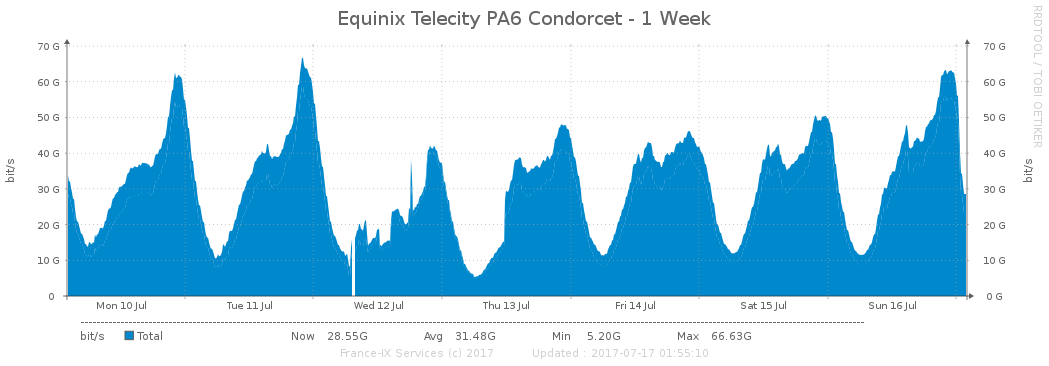 Equinix Telecity PA6 Condorcet - 1 Week
RRDTOOL / TOBI OETIKER
bit/s
70 G 70 G
60 G 60 G
50 G 50 G
40 G 40 G
30 G 30 G
20 G 20 G
10 G 10 G
0 0 G
bit/s
Mon 10 Jul Tue 11 Jul Wed 12 Jul Thu 13 Jul Fri 14 Jul Sat 15 Jul Sun 16 Jul
bit/s Total Now 28.55G Avg 31.48G Min 5.20G Max 66.63G
France-IX Services (c) 2017 Updated : 2017-07-17 01:55:10